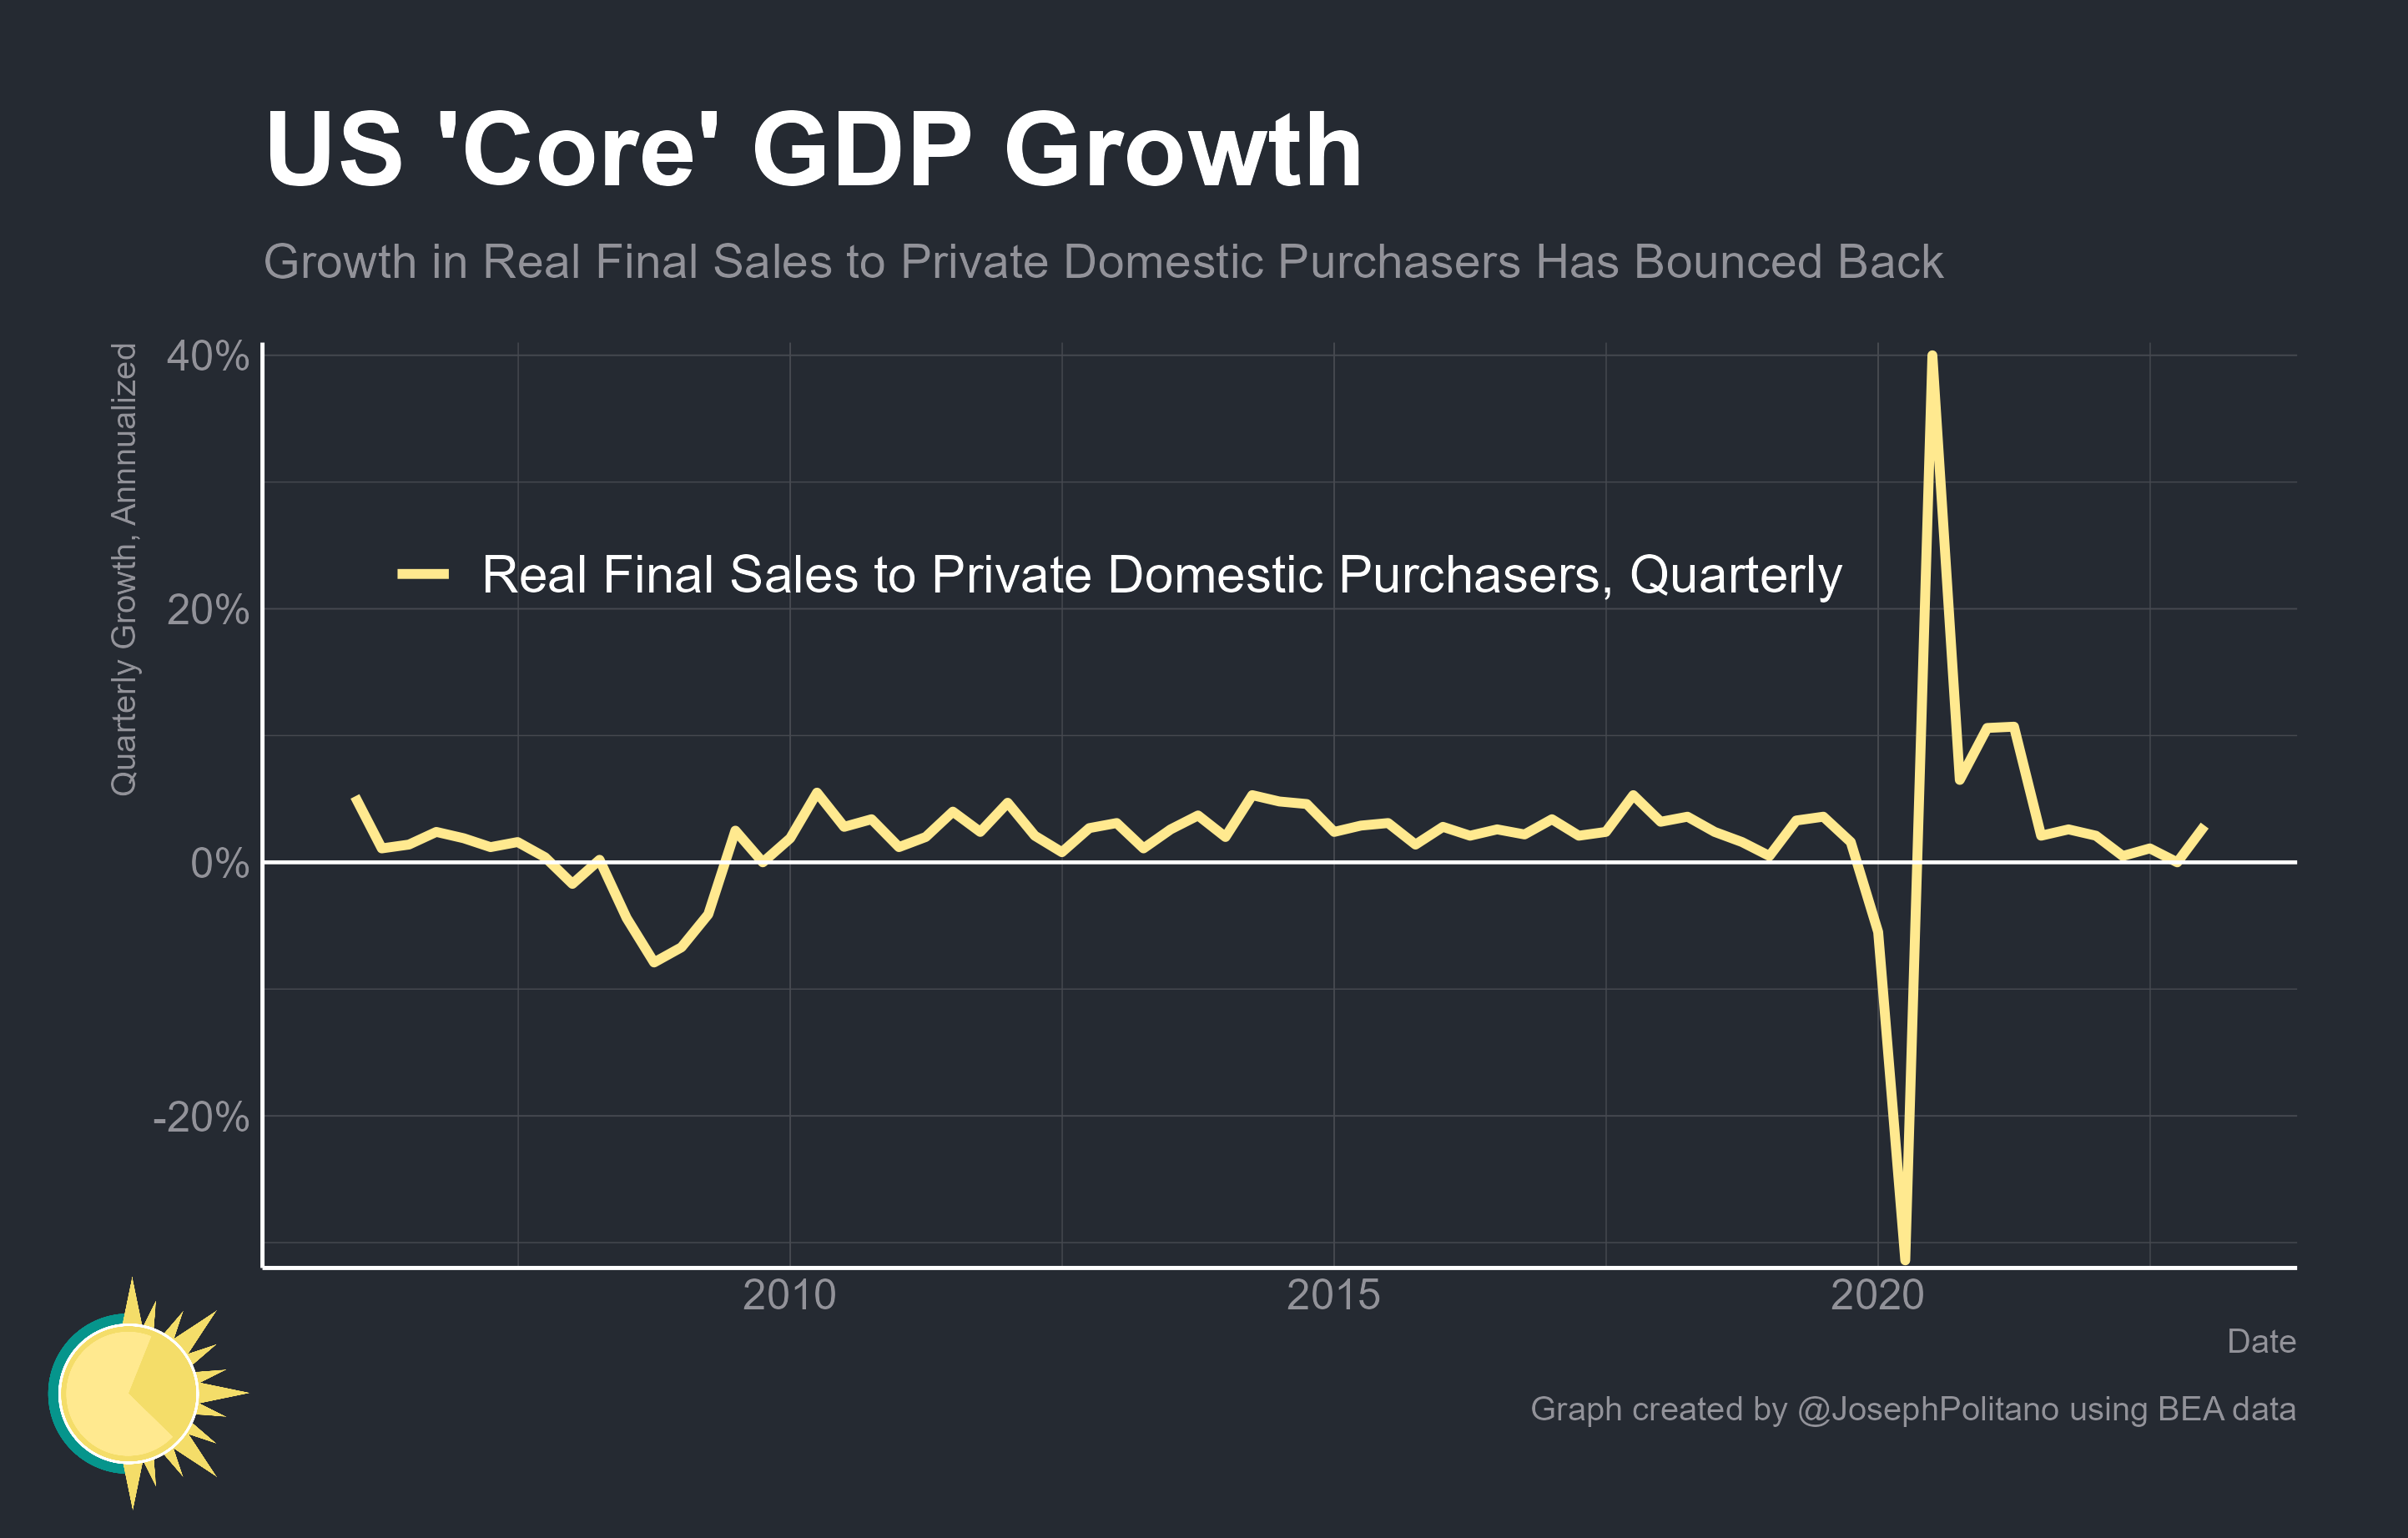 US 'Core' GDP Growth
Growth in Real Final Sales to Private Domestic Purchasers Has Bounced Back
Quarterly Growth, Annnualized
40%
20%
0%
-20%
Real Final Sales to Private Domestic Purchasers, Quarterly
2010
2015
2020
Date
Graph created by @JosephPolitano using BEA data